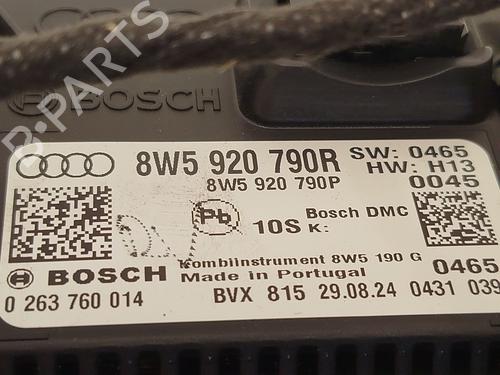 B-PARTS
BOSCH
8W5 920 790R SW: 0465
8W5 920 790P HW: H13
0045
Pb 10S Bosch DMC
K:
Kombiinstrument 8W5 190 G
BOSCH Made in Portugal 0465
0 263 760 014 BVX 815 29.08.24 0431 039